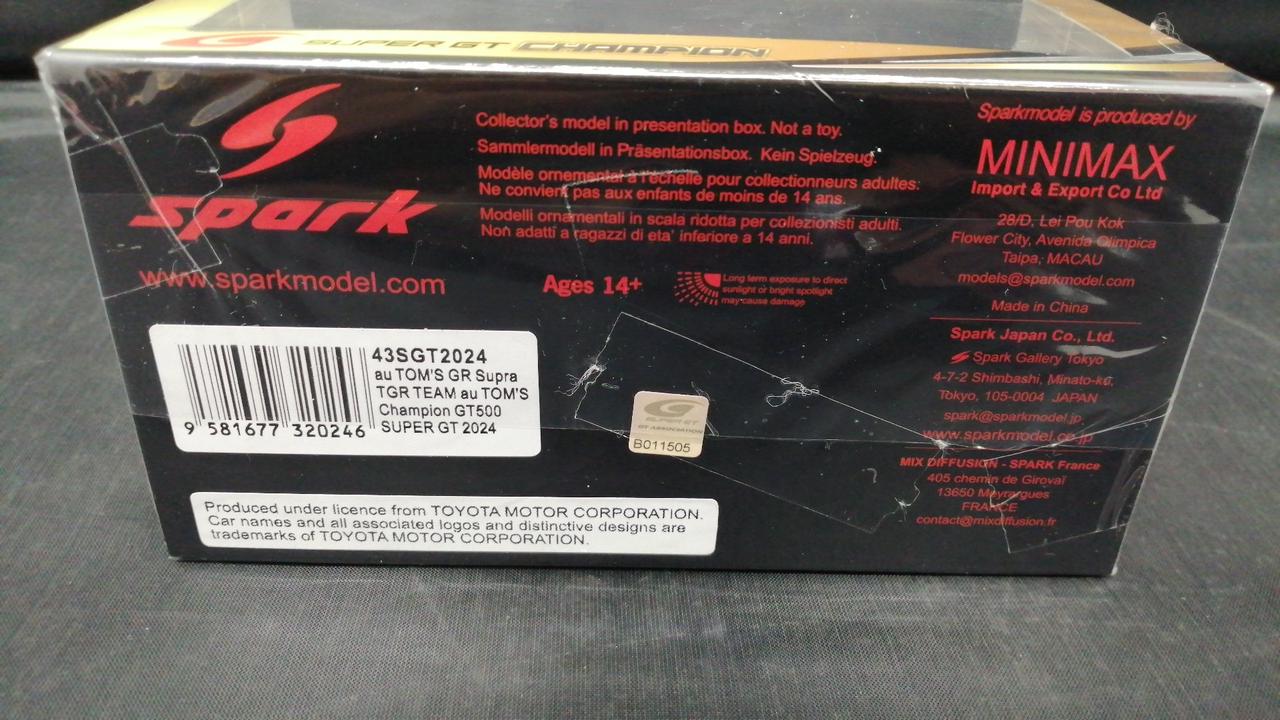 SUPER GT CHAMPION
spark
www.sparkmodel.com
Collector's model in presentation box. Not a toy.
Sammlermodell in Präsentationsbox. Kein Spielzeug.
Modèle ornemental à l'échelle pour collectionneurs adultes:
Ne convient pas aux enfants de moins de 14 ans.
Modelli ornamentali in scala ridotta per collezionisti adulti.
Non adatti a ragazzi di eta' inferiore a 14 anni.
Ages 14+
Long term exposure to direct
sunlight or bright spotlight
may cause damage
Sparkmodel is produced by
MINIMAX
Import & Export Co Ltd
28/D, Lei Pou Kok
Flower City, Avenida Olimpica
Taipa, MACAU
models@sparkmodel.com
Made in China
Spark Japan Co., Ltd.
Spark Gallery Tokyo
4-7-2 Shimbashi, Minato-ku,
Tokyo, 105-0004 JAPAN
spark@sparkmodel.jp
www.sparkmodel.co.jp
MIX DIFFUSION - SPARK France
405 chemin de Girovaï
13650 Meyrargues
FRANCE
contact@mixdiffusion.fr
43SGT2024
au TOM'S GR Supra
TGR TEAM au TOM'S
Champion GT500
SUPER GT 2024
9 581677 320246
SUPER GT
GT ASSOCIATION
B011505
Produced under licence from TOYOTA MOTOR CORPORATION.
Car names and all associated logos and distinctive designs are
trademarks of TOYOTA MOTOR CORPORATION.